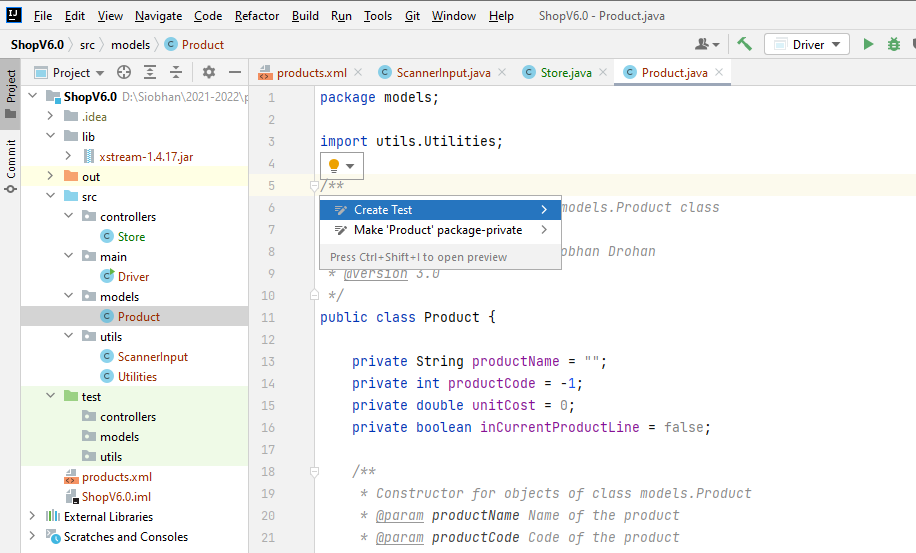 File Edit View Navigate Code Refactor Build Run Tools Git Window Help ShopV6.0 - Product.java
ShopV6.0 src models Product Driver
Project
Commit
Project
products.xml ScannerInput.java Store.java Product.java
ShopV6.0 D:\Siobhan\2021-2022\
.idea
lib
xstream-1.4.17.jar
out
src
controllers
Store
main
Driver
models
Product
utils
ScannerInput
Utilities
test
controllers
models
utils
products.xml
ShopV6.0.iml
External Libraries
Scratches and Consoles
1 package models;
2
3 import utils.Utilities;
4
5 /**
6 models.Product class
7
8 bhan Drohan
9 * @version 3.0
10 */
11 public class Product {
12
13 private String productName = "";
14 private int productCode = -1;
15 private double unitCost = 0;
16 private boolean inCurrentProductLine = false;
17
18 /**
19 * Constructor for objects of class models.Product
20 * @param productName Name of the product
21 * @param productCode Code of the product
Create Test
Make 'Product' package-private
Press Ctrl+Shift+I to open preview